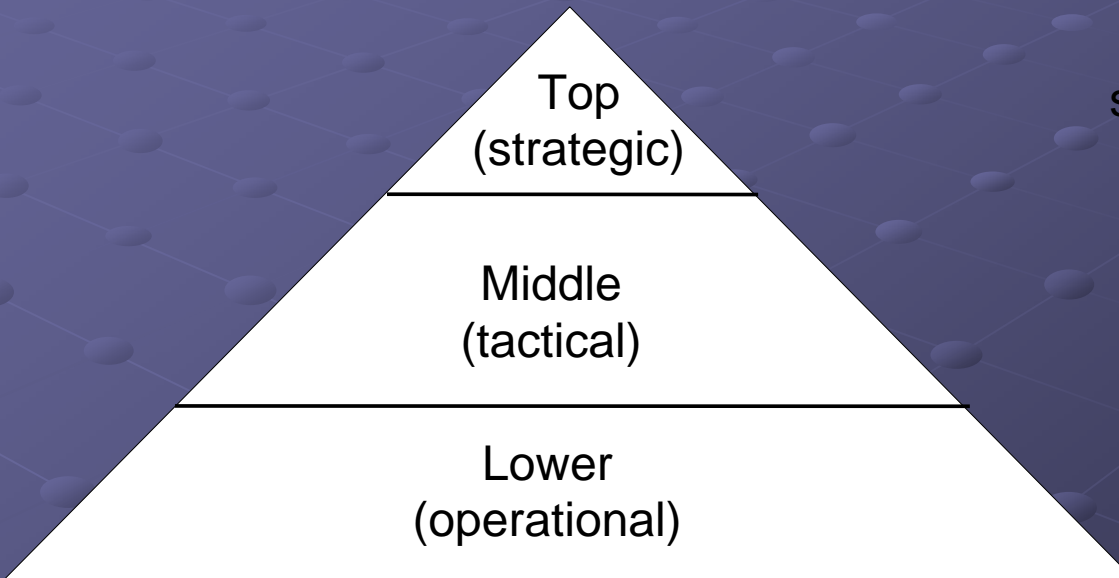 Top
(strategic)
Middle
(tactical)
Lower
(operational)